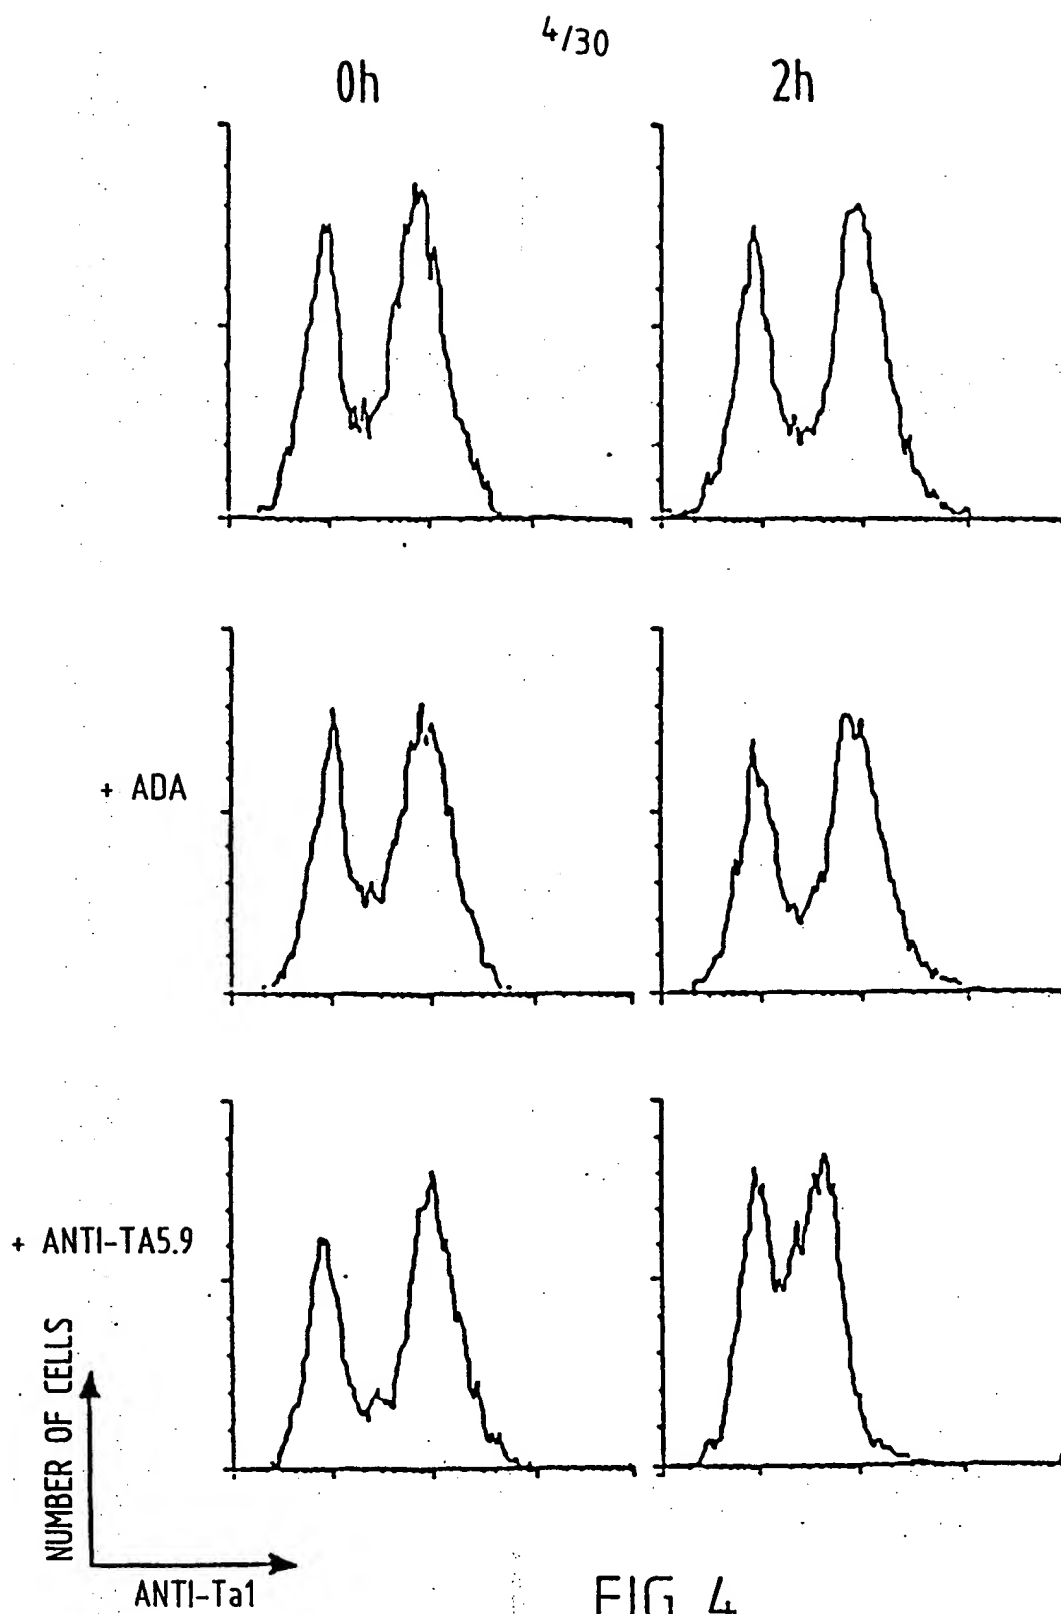 4/30
0h
2h
+ ADA
+ ANTI-TA5.9
NUMBER OF CELLS
ANTI-Ta1
FIG 4